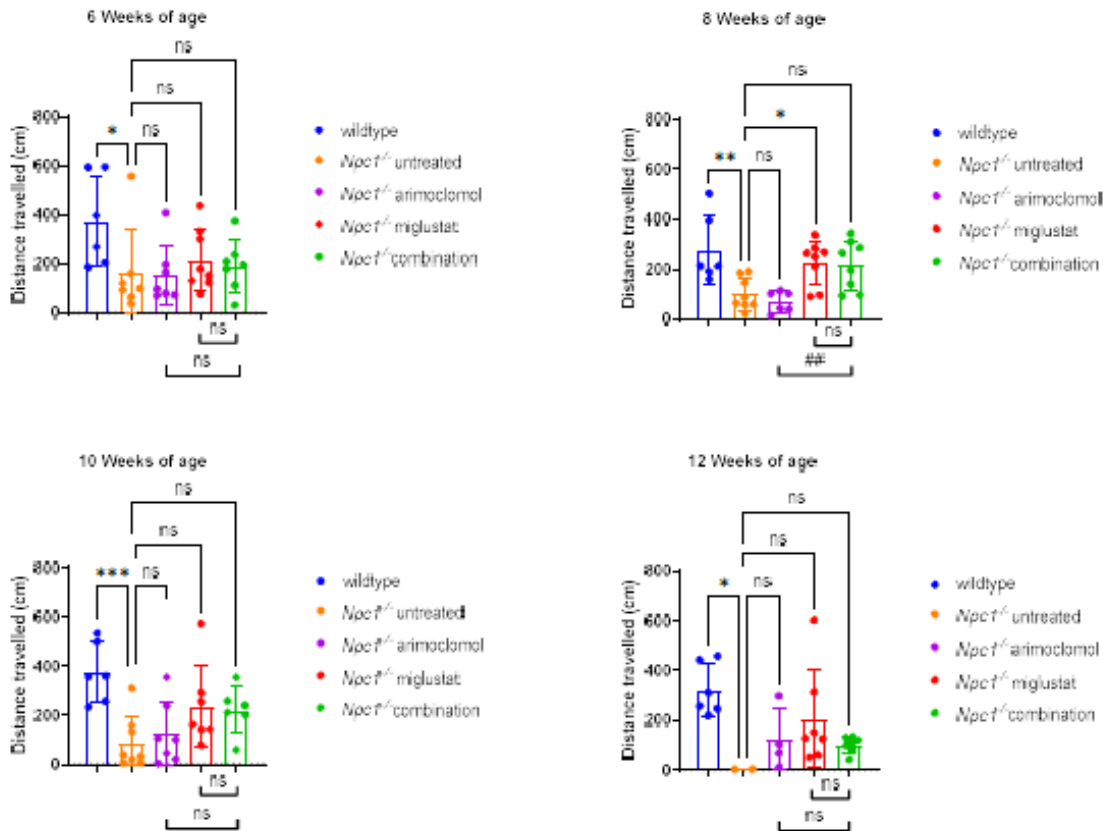 6 Weeks of age
ns
ns
* ns
Distance travelled (cm)
800
600
400
200
0
ns
ns
wildtype
Npc1-/- untreated
Npc1-/- arimoclomol
Npc1-/- miglustat
Npc1-/- combination
8 Weeks of age
ns
*
** ns
Distance travelled (cm)
800
600
400
200
0
ns
##
wildtype
Npc1-/- untreated
Npc1-/- arimoclomol
Npc1-/- miglustat
Npc1-/- combination
10 Weeks of age
ns
ns
*** ns
Distance travelled (cm)
800
600
400
200
0
ns
ns
wildtype
Npc1-/- untreated
Npc1-/- arimoclomol
Npc1-/- miglustat
Npc1-/- combination
12 Weeks of age
ns
ns
* ns
Distance travelled (cm)
800
600
400
200
0
ns
ns
wildtype
Npc1-/- untreated
Npc1-/- arimoclomol
Npc1-/- miglustat
Npc1-/- combination